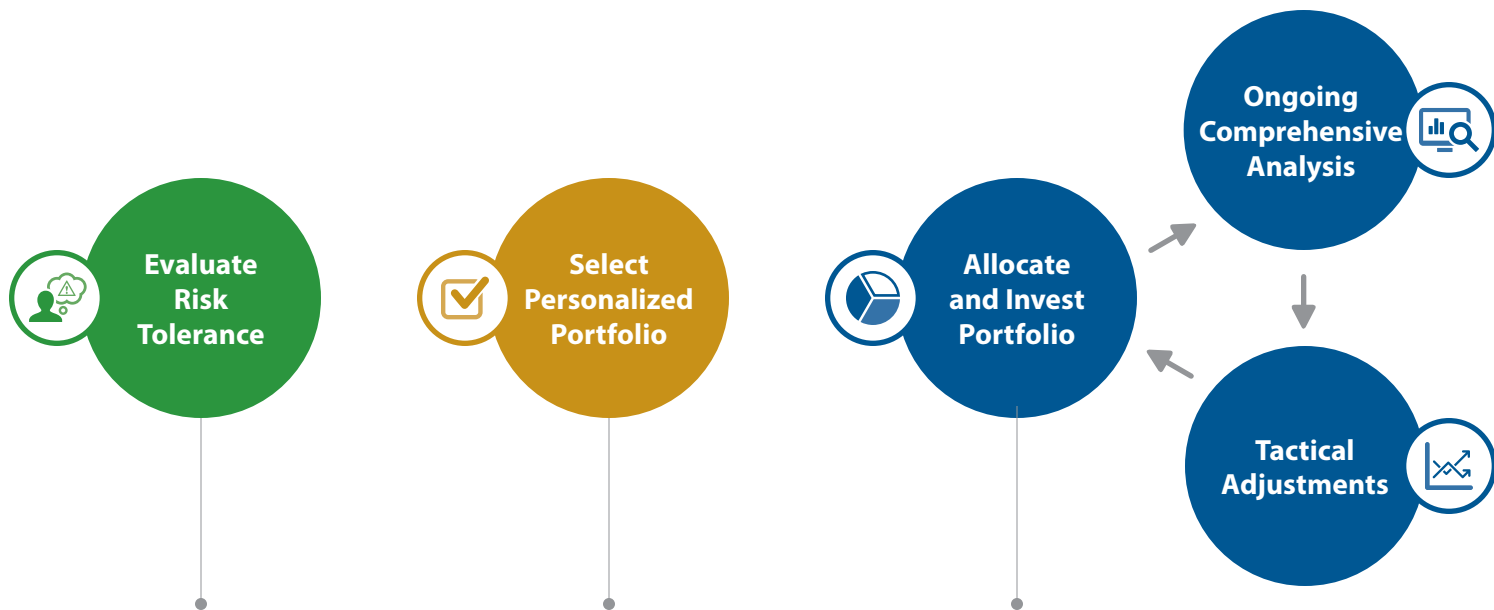 Evaluate
Risk
Tolerance
Select
Personalized
Portfolio
Allocate
and Invest
Portfolio
Ongoing
Comprehensive
Analysis
Tactical
Adjustments